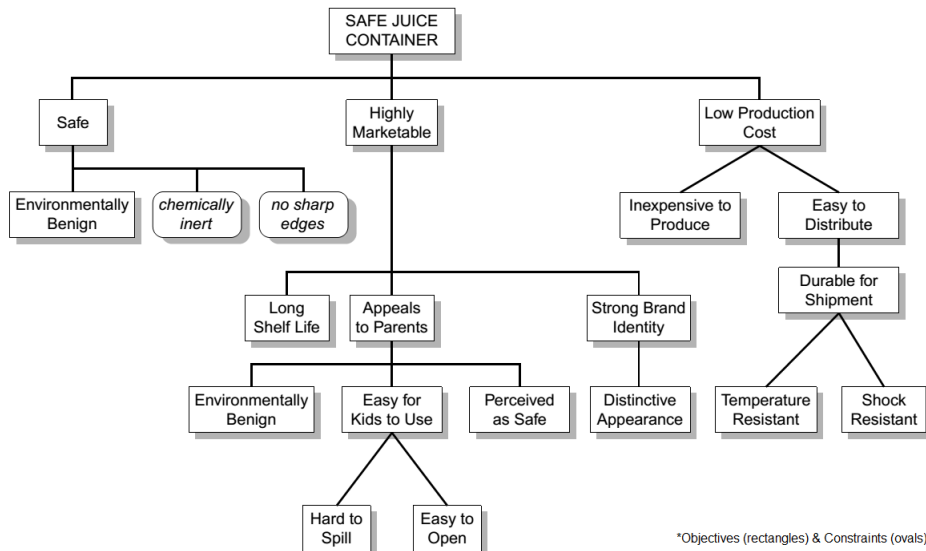 SAFE JUICE
CONTAINER
Safe
Highly
Marketable
Low Production
Cost
Environmentally
Benign
chemically
inert
no sharp
edges
Inexpensive to
Produce
Easy to
Distribute
Long
Shelf Life
Appeals
to Parents
Strong Brand
Identity
Durable for
Shipment
Environmentally
Benign
Easy for
Kids to Use
Perceived
as Safe
Distinctive
Appearance
Temperature
Resistant
Shock
Resistant
Hard to
Spill
Easy to
Open
*Objectives (rectangles) & Constraints (ovals)